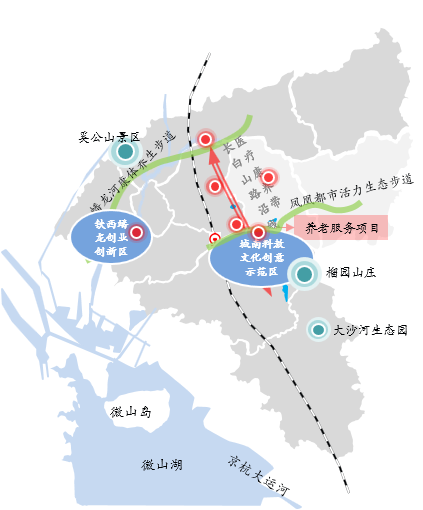 奚公山景区
蟠龙河康体养生步道
长白山路沿
医疗康养带
凤凰都市活力生态步道
铁西蟠
龙创业
创新区
养老服务项目
城南科技
文化创意
示范区
榴园山庄
大沙河生态园
微山岛
微山湖
京杭大运河